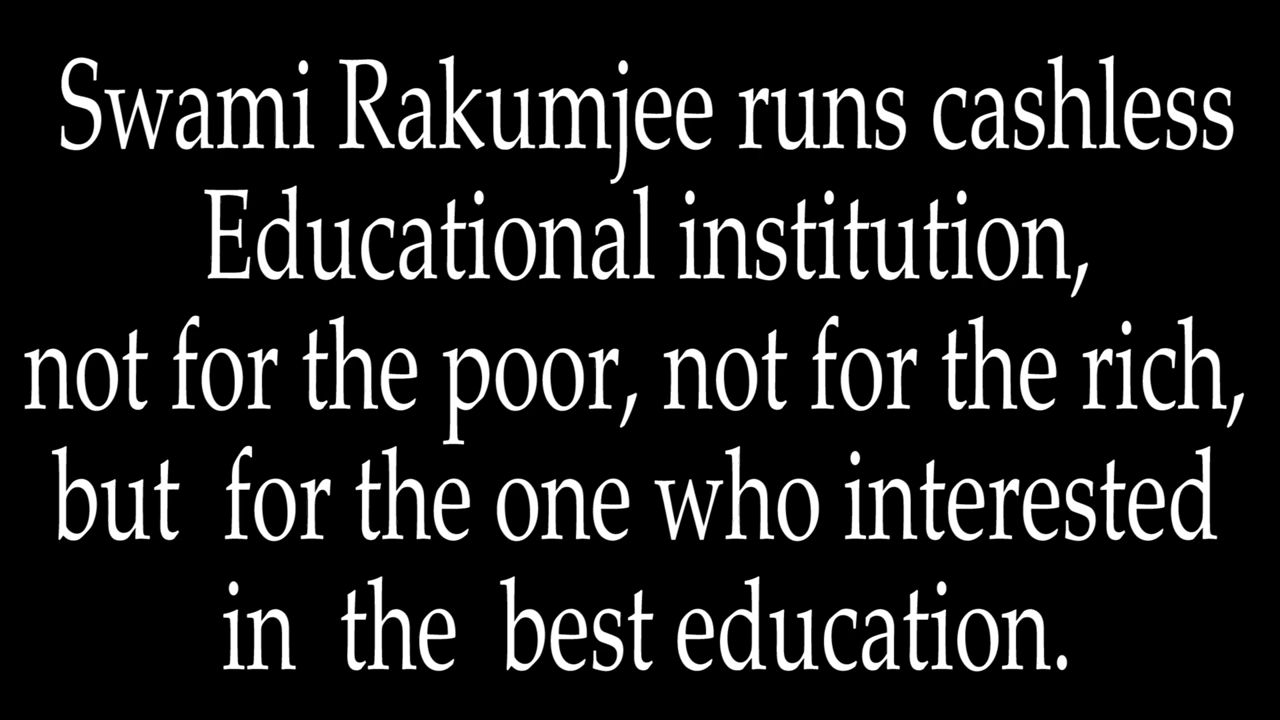 Swami Rakumjee runs cashless
Educational institution,
not for the poor, not for the rich,
but for the one who interested
in the best education.